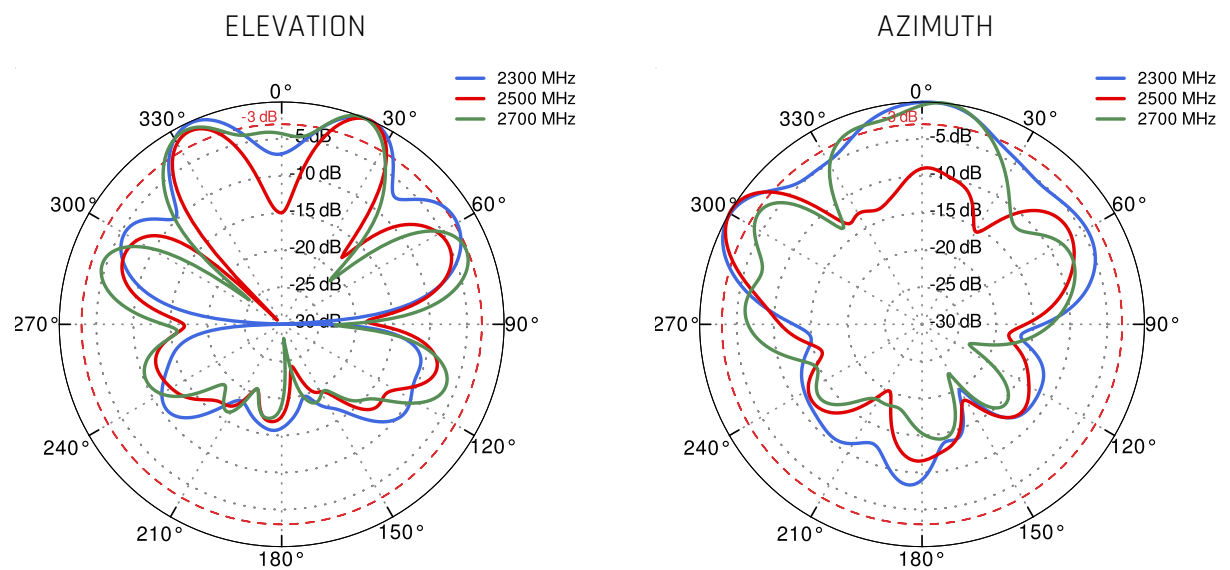 ELEVATION
2300 MHz
2500 MHz
2700 MHz
0°
30°
60°
90°
120°
150°
180°
210°
240°
270°
300°
330°
-3 dB
-5 dB
-10 dB
-15 dB
-20 dB
-25 dB
-30 dB
AZIMUTH
2300 MHz
2500 MHz
2700 MHz
0°
30°
60°
90°
120°
150°
180°
210°
240°
270°
300°
330°
-3 dB
-5 dB
-10 dB
-15 dB
-20 dB
-25 dB
-30 dB